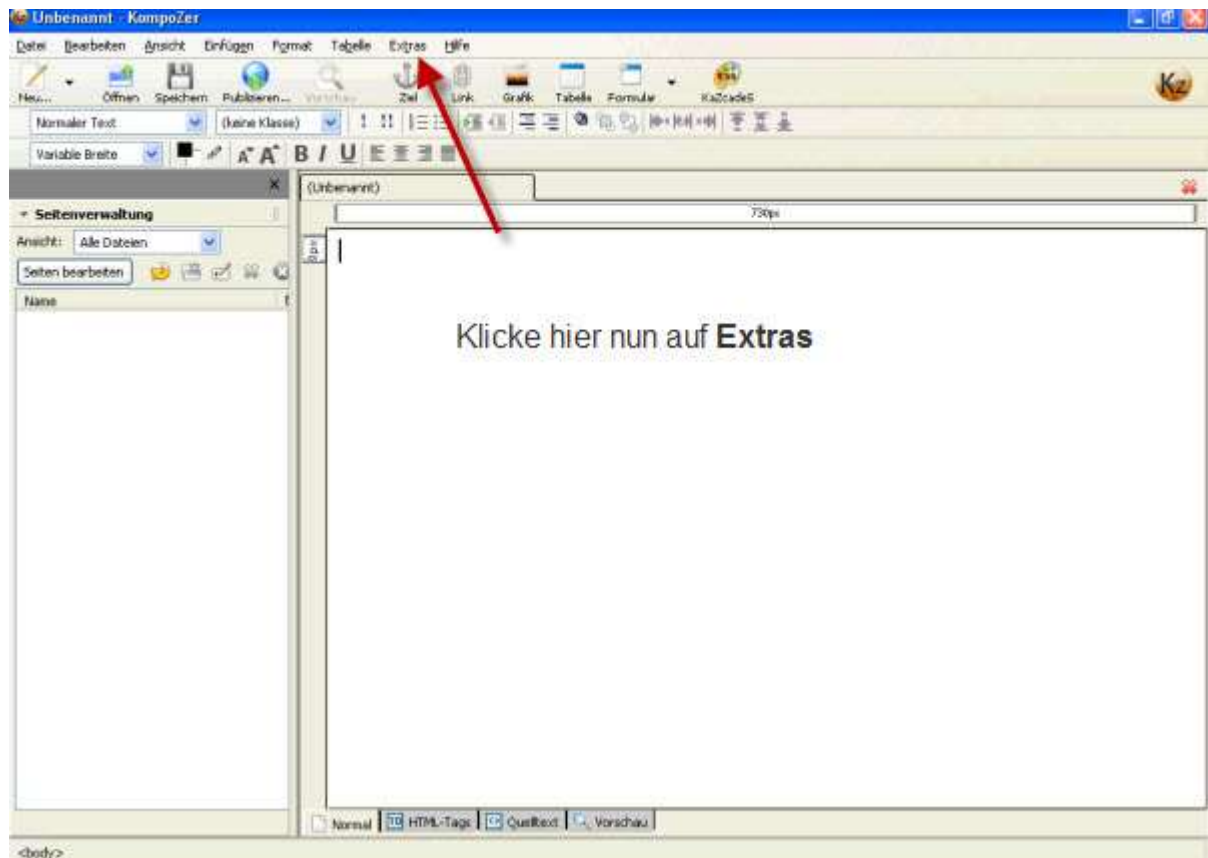 Unbenannt - KompoZer
Datei Bearbeiten Ansicht Einfügen Format Tabelle Extras Hilfe
Neu... Öffnen Speichern Publizieren... Vorschau Ziel Link Grafik Tabelle Formular KaZcadeS
Kz
Normaler Text (keine Klasse)
Variable Breite A A B I U
(Unbenannt)
Seitenverwaltung
730px
Ansicht: Alle Dateien
Seiten bearbeiten
Name
Klicke hier nun auf Extras
Normal HTML-Tags Quelltext Vorschau
<body>